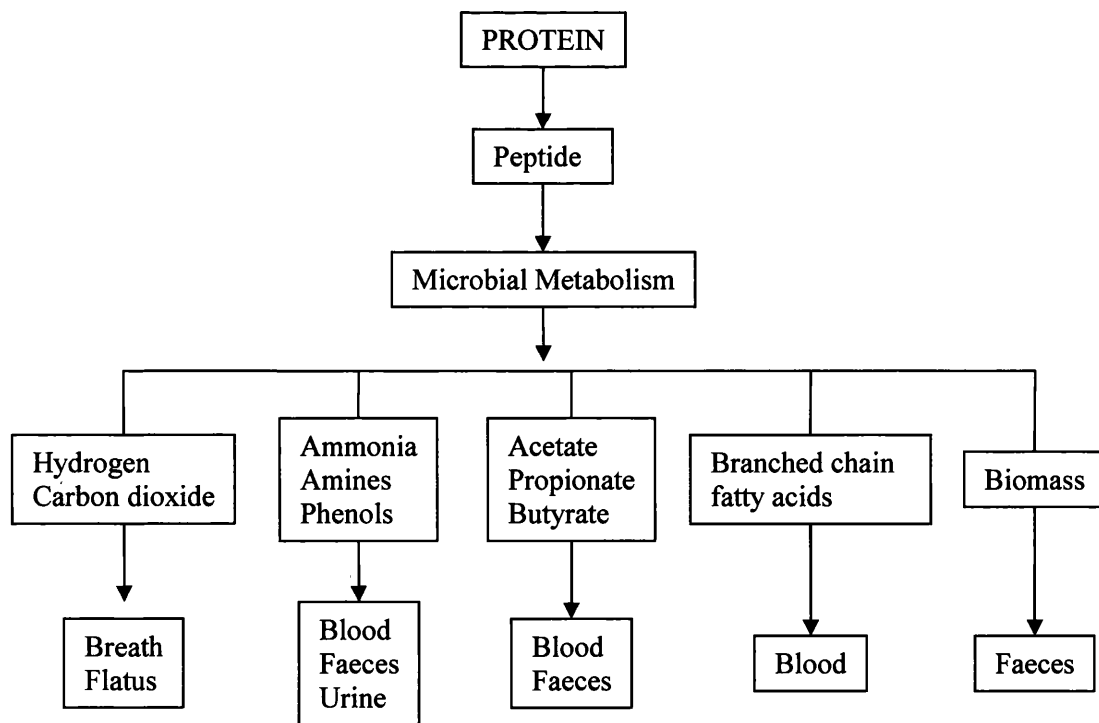 PROTEIN
Peptide
Microbial Metabolism
Hydrogen
Carbon dioxide
Ammonia
Amines
Phenols
Acetate
Propionate
Butyrate
Branched chain
fatty acids
Biomass
Breath
Flatus
Blood
Faeces
Urine
Blood
Faeces
Blood
Faeces